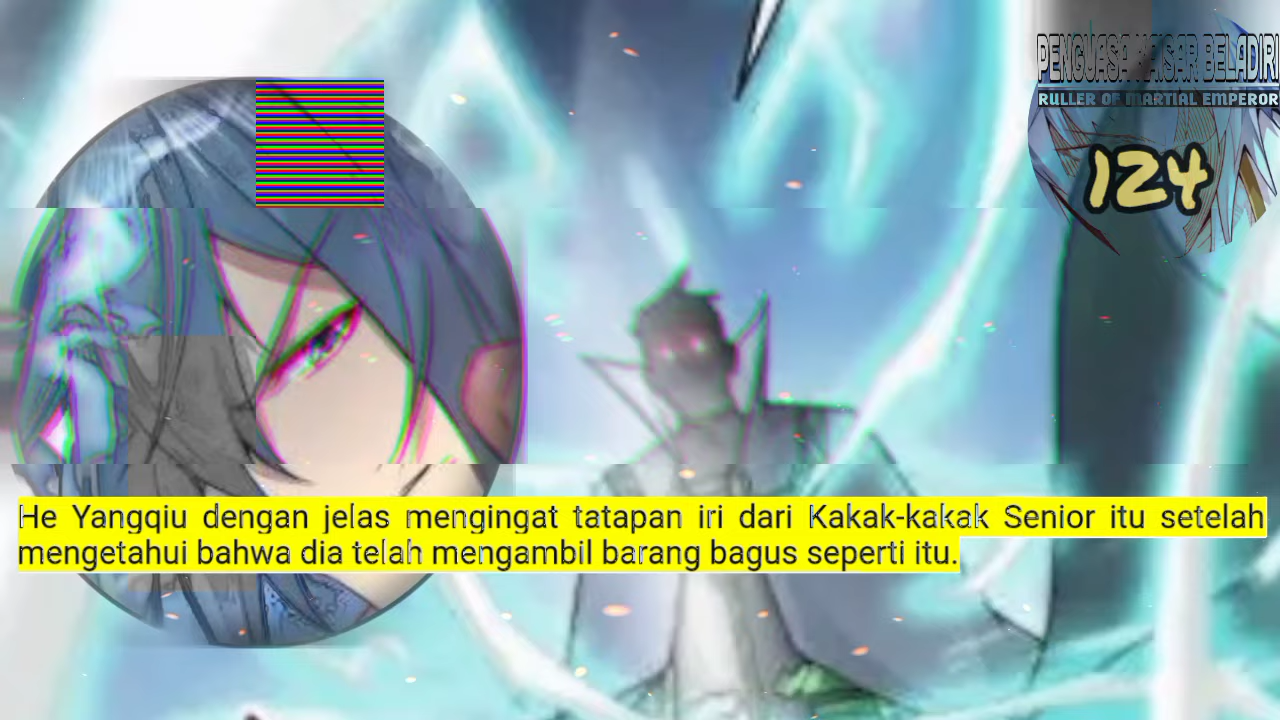 PENGUASA KAISAR BELADIRI
RULLER OF MARTIAL EMPEROR
124
He Yangqiu dengan jelas mengingat tatapan iri dari Kakak-kakak Senior itu setelah
mengetahui bahwa dia telah mengambil barang bagus seperti itu.